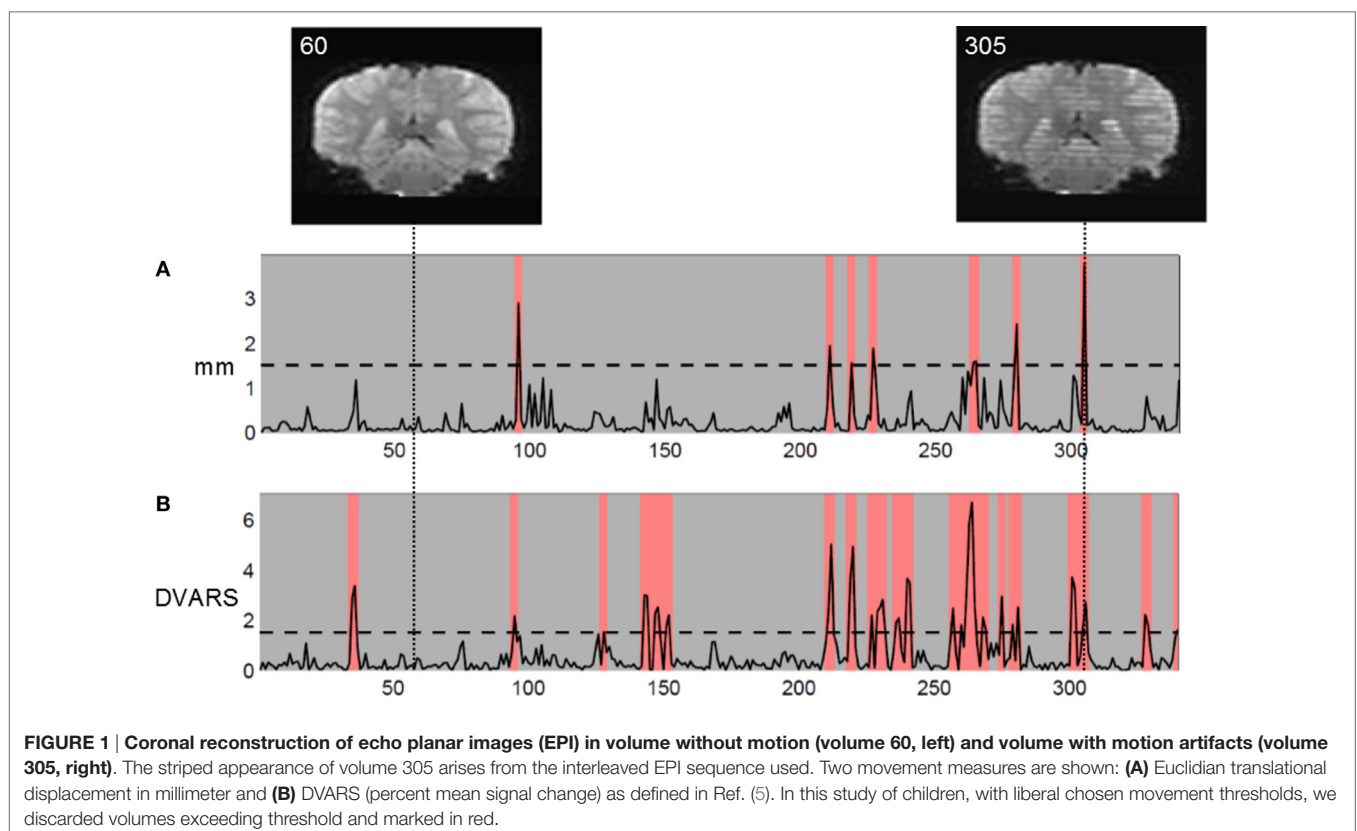 60
305
A
3
2
1
0
mm
50
100
150
200
250
300
B
6
4
2
0
DVARS
50
100
150
200
250
300
FIGURE 1 | Coronal reconstruction of echo planar images (EPI) in volume without motion (volume 60, left) and volume with motion artifacts (volume
305, right). The striped appearance of volume 305 arises from the interleaved EPI sequence used. Two movement measures are shown: (A) Euclidian translational
displacement in millimeter and (B) DVARS (percent mean signal change) as defined in Ref. (5). In this study of children, with liberal chosen movement thresholds, we
discarded volumes exceeding threshold and marked in red.